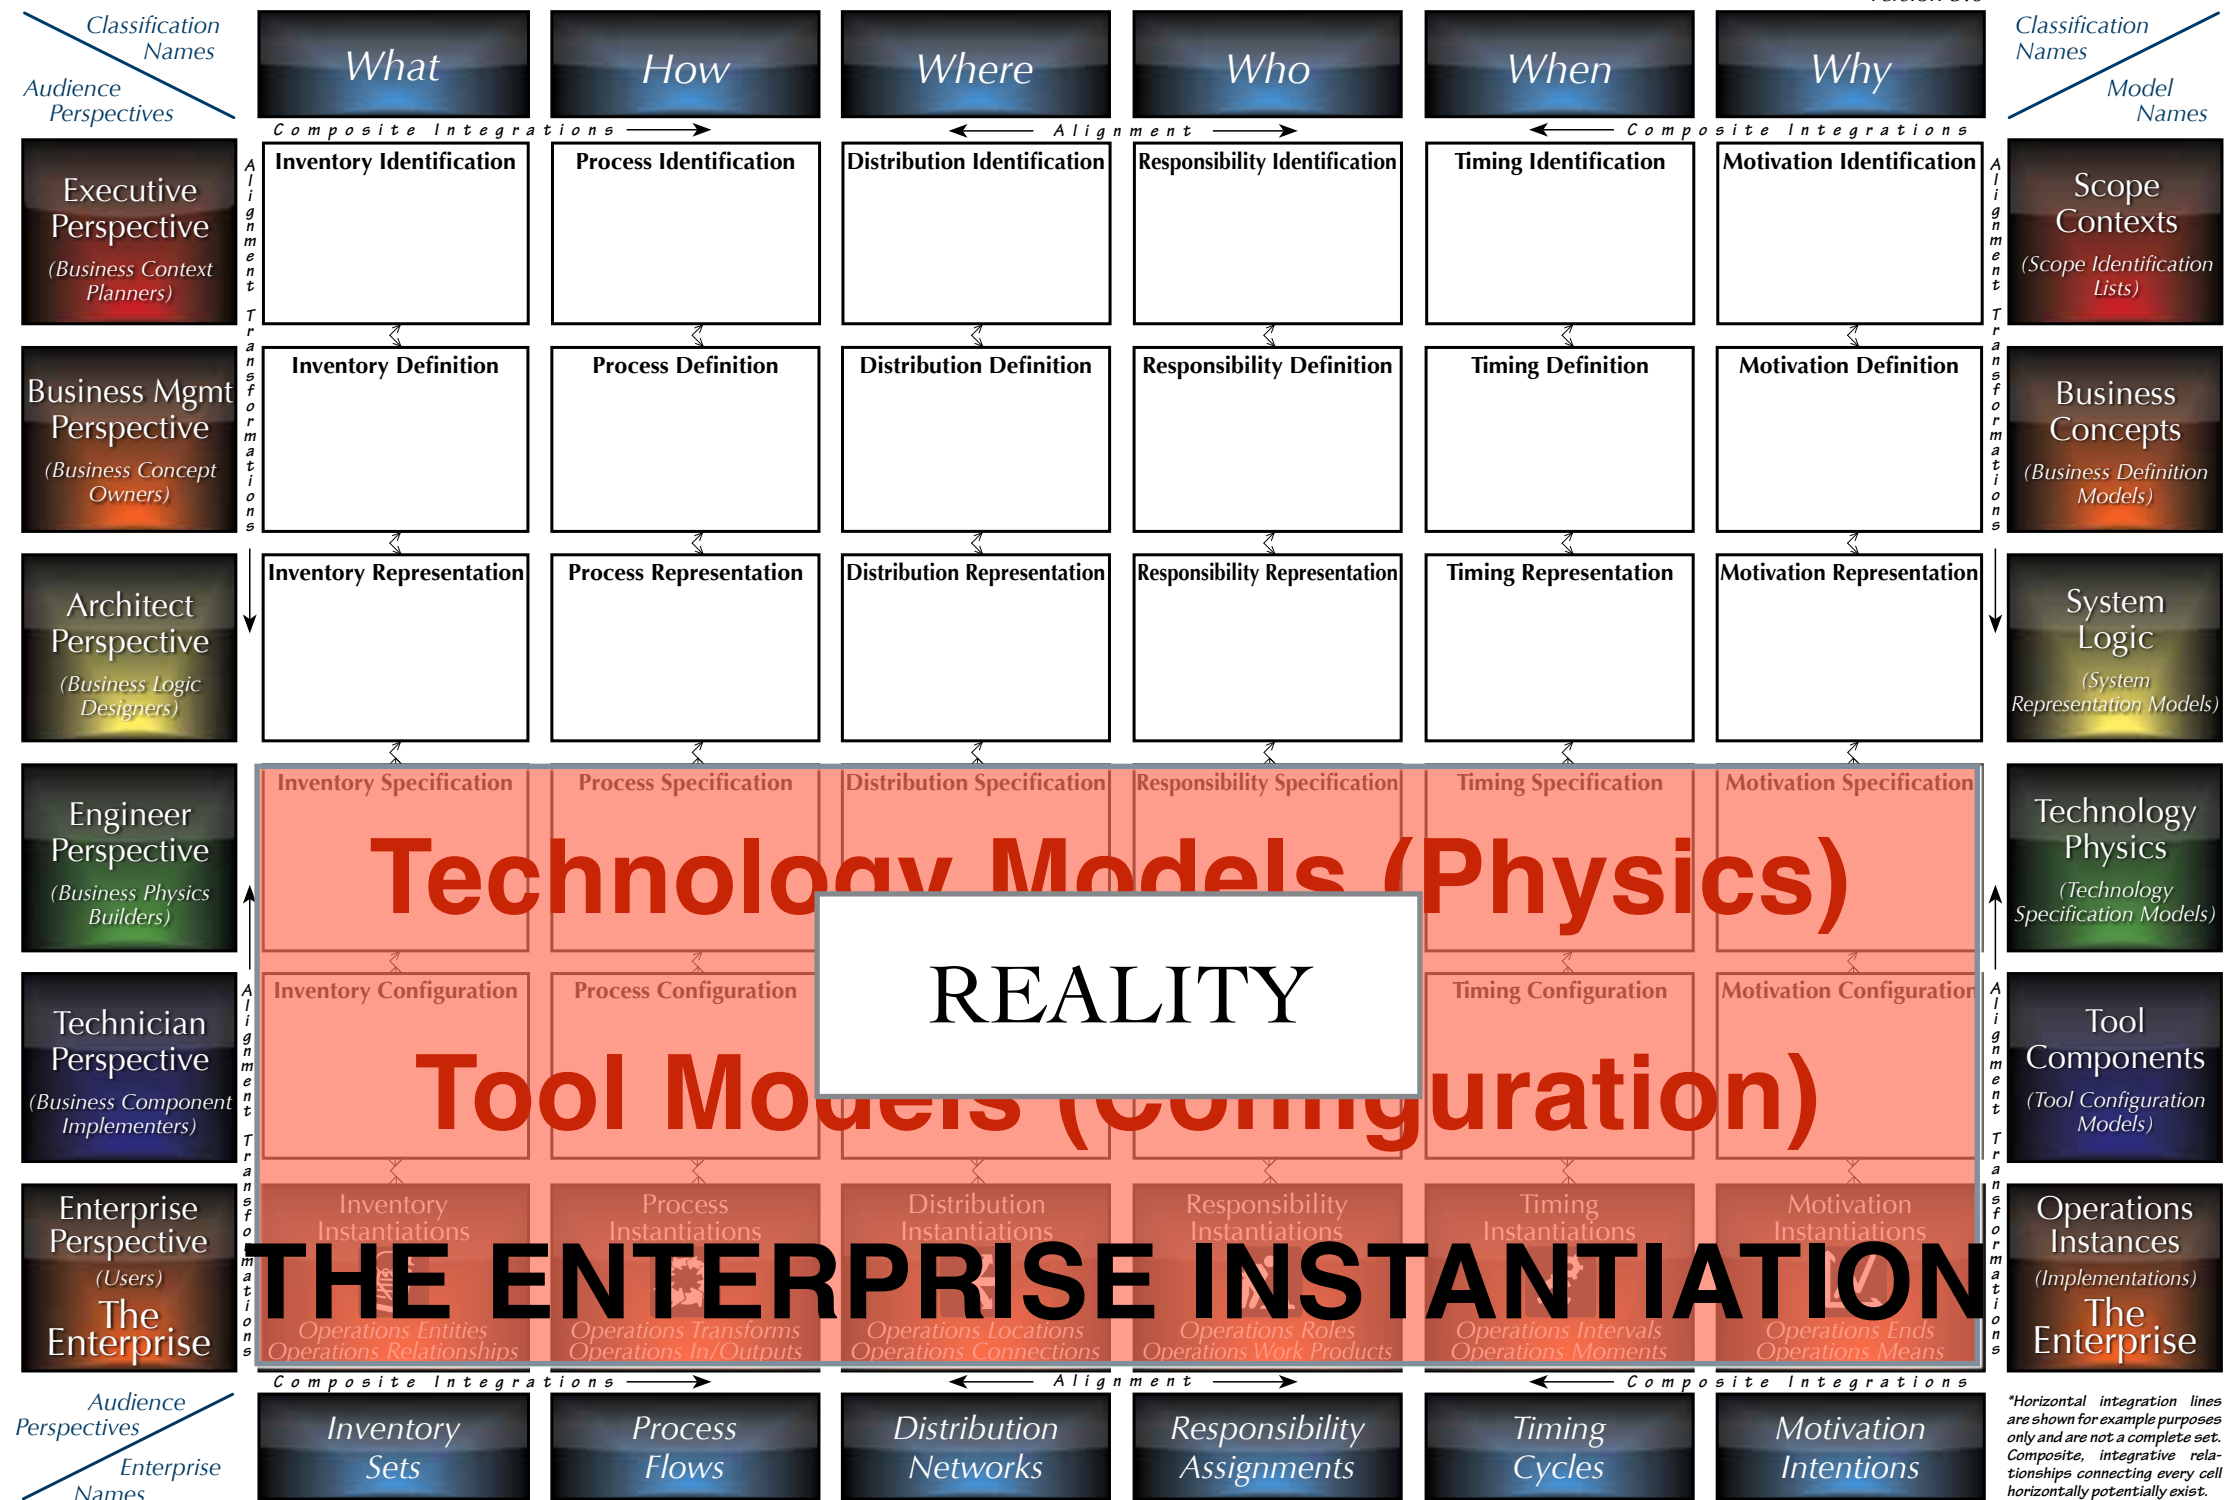 Classification
Names
Audience
Perspectives
What
How
Where
Who
When
Why
Classification
Names
Model
Names
Composite Integrations
Alignment
Composite Integrations
Executive
Perspective
(Business Context
Planners)
Alignment Transformations
Inventory Identification
Process Identification
Distribution Identification
Responsibility Identification
Timing Identification
Motivation Identification
Alignment Transformations
Scope
Contexts
(Scope Identification
Lists)
Business Mgmt
Perspective
(Business Concept
Owners)
Inventory Definition
Process Definition
Distribution Definition
Responsibility Definition
Timing Definition
Motivation Definition
Business
Concepts
(Business Definition
Models)
Architect
Perspective
(Business Logic
Designers)
Inventory Representation
Process Representation
Distribution Representation
Responsibility Representation
Timing Representation
Motivation Representation
System
Logic
(System
Representation Models)
Engineer
Perspective
(Business Physics
Builders)
Inventory Specification
Process Specification
Distribution Specification
Responsibility Specification
Timing Specification
Motivation Specification
Technology Models (Physics)
Technology
Physics
(Technology
Specification Models)
REALITY
Technician
Perspective
(Business Component
Implementers)
Alignment Transformations
Inventory Configuration
Process Configuration
Timing Configuration
Motivation Configuration
Tool Models (Configuration)
Alignment Transformations
Tool
Components
(Tool Configuration
Models)
Enterprise
Perspective
(Users)
The
Enterprise
Inventory
Instantiations
Process
Instantiations
Distribution
Instantiations
Responsibility
Instantiations
Timing
Instantiations
Motivation
Instantiations
THE ENTERPRISE INSTANTIATION
Operations Entities
Operations Relationships
Operations Transforms
Operations In/Outputs
Operations Locations
Operations Connections
Operations Roles
Operations Work Products
Operations Intervals
Operations Moments
Operations Ends
Operations Means
Operations
Instances
(Implementations)
The
Enterprise
Composite Integrations
Alignment
Composite Integrations
Audience
Perspectives
Enterprise
Names
Inventory
Sets
Process
Flows
Distribution
Networks
Responsibility
Assignments
Timing
Cycles
Motivation
Intentions
*Horizontal integration lines
are shown for example purposes
only and are not a complete set.
Composite, integrative rela-
tionships connecting every cell
horizontally potentially exist.